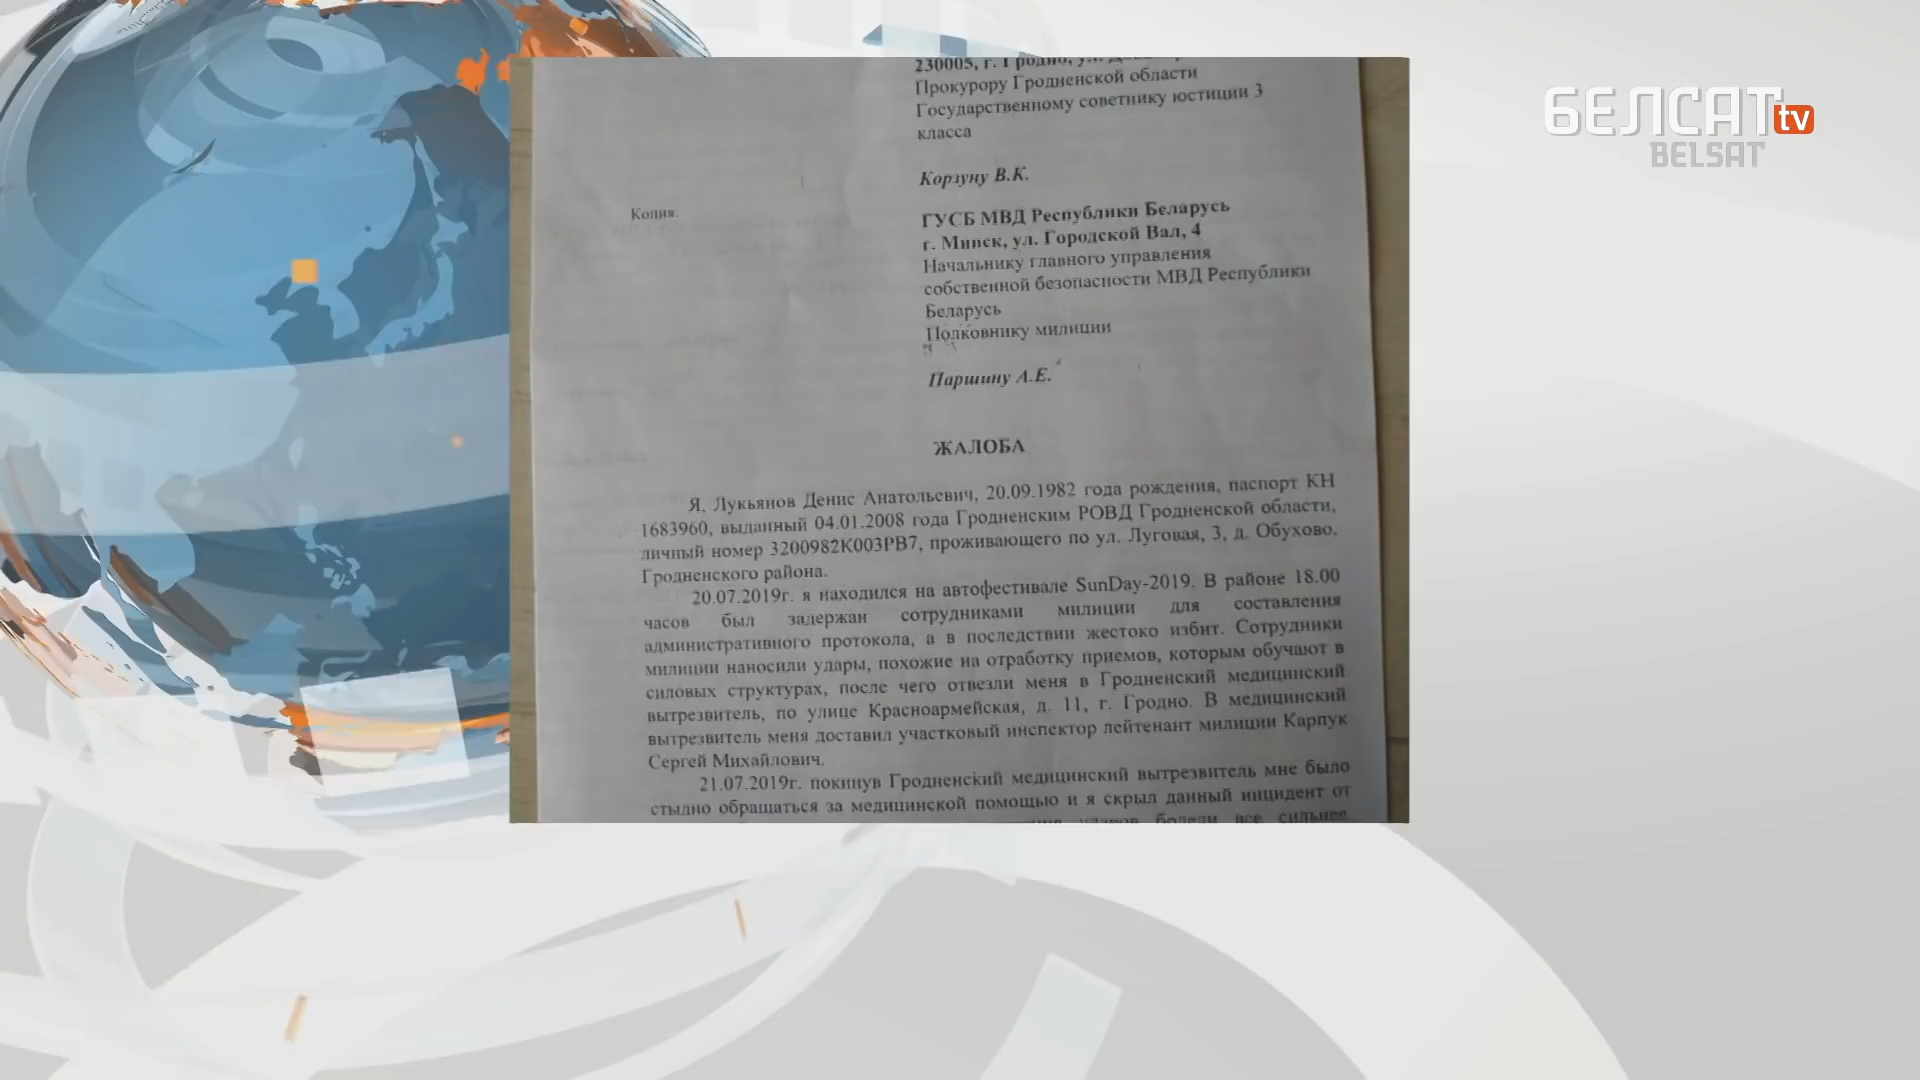 230005, г. Гродно,
Прокурору Гродненской области
Государственному советнику юстиции 3
класса
Корзуну В.К.
Копия:
ГУСБ МВД Республики Беларусь
г. Минск, ул. Городской Вал, 4
Начальнику главного управления
собственной безопасности МВД Республики
Беларусь
Полковнику милиции
Паршину А.Е.
ЖАЛОБА
Я, Лукьянов Денис Анатольевич, 20.09.1982 года рождения, паспорт КН
1683960, выданный 04.01.2008 года Гродненским РОВД Гродненской области,
личный номер 3200982К003РВ7, проживающего по ул. Луговая, 3, д. Обухово,
Гродненского района.
20.07.2019г. я находился на автофестивале SunDay-2019. В районе 18.00
часов был задержан сотрудниками милиции для составления
административного протокола, а в последствии жестоко избит. Сотрудники
милиции наносили удары, похожие на отработку приемов, которым обучают в
силовых структурах, после чего отвезли меня в Гродненский медицинский
вытрезвитель, по улице Красноармейская, д. 11, г. Гродно. В медицинский
вытрезвитель меня доставил участковый инспектор лейтенант милиции Карпук
Сергей Михайлович.
21.07.2019г. покинув Гродненский медицинский вытрезвитель мне было
стыдно обращаться за медицинской помощью и я скрыл данный инцидент от
ударов болели все сильнее
БЕЛСАТ tv
BELSAT